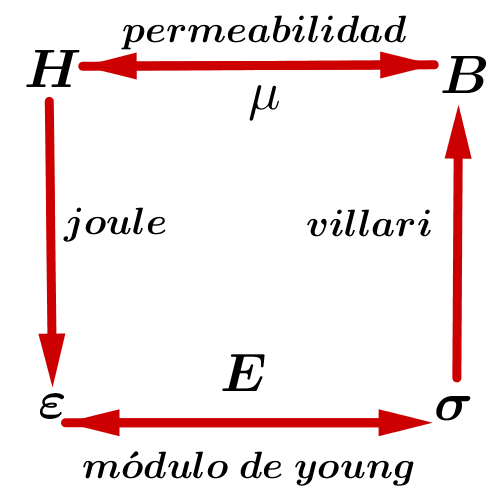 permeabilidad
H B
μ
joule villari
E
ε σ
módulo de young